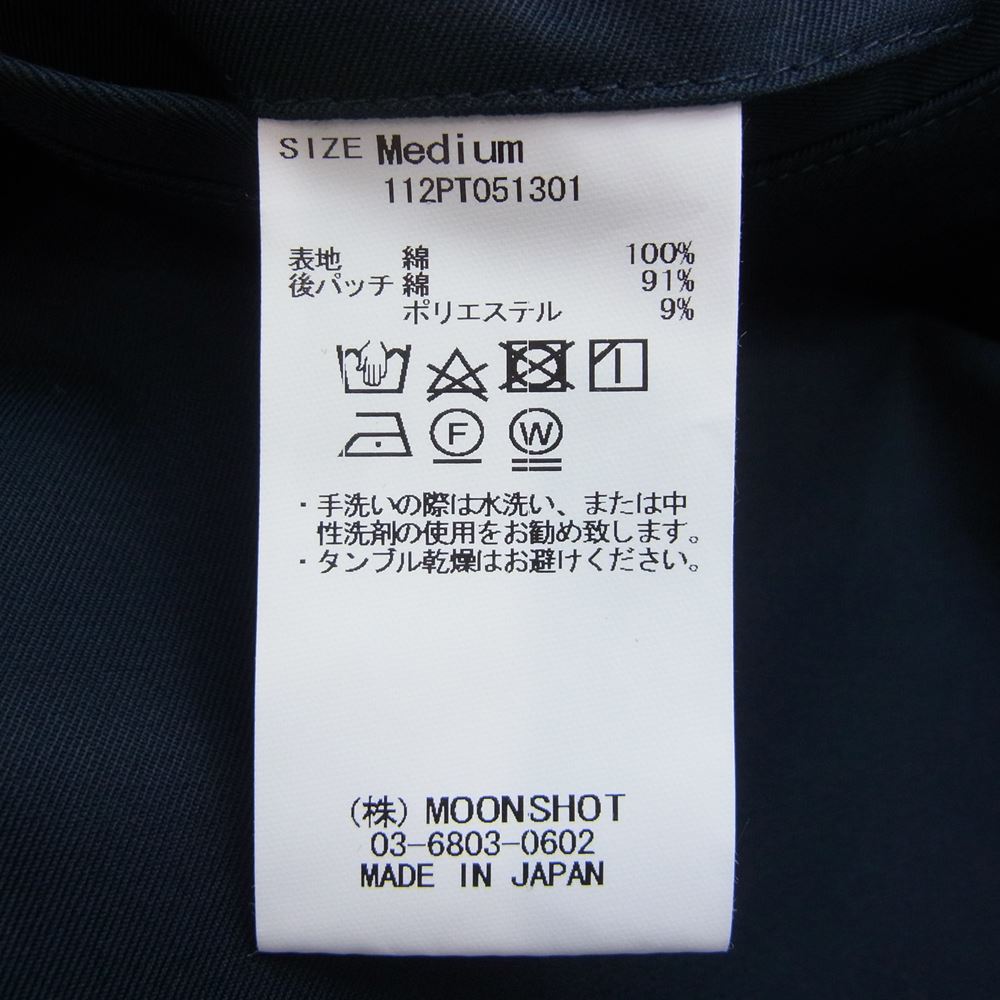 SIZE Medium
112PT051301
表地 綿 100%
後パッチ 綿 91%
ポリエステル 9%
F W
・手洗いの際は水洗い、または中
性洗剤の使用をお勧め致します。
・タンブル乾燥はお避けください。
(株) MOONSHOT
03-6803-0602
MADE IN JAPAN